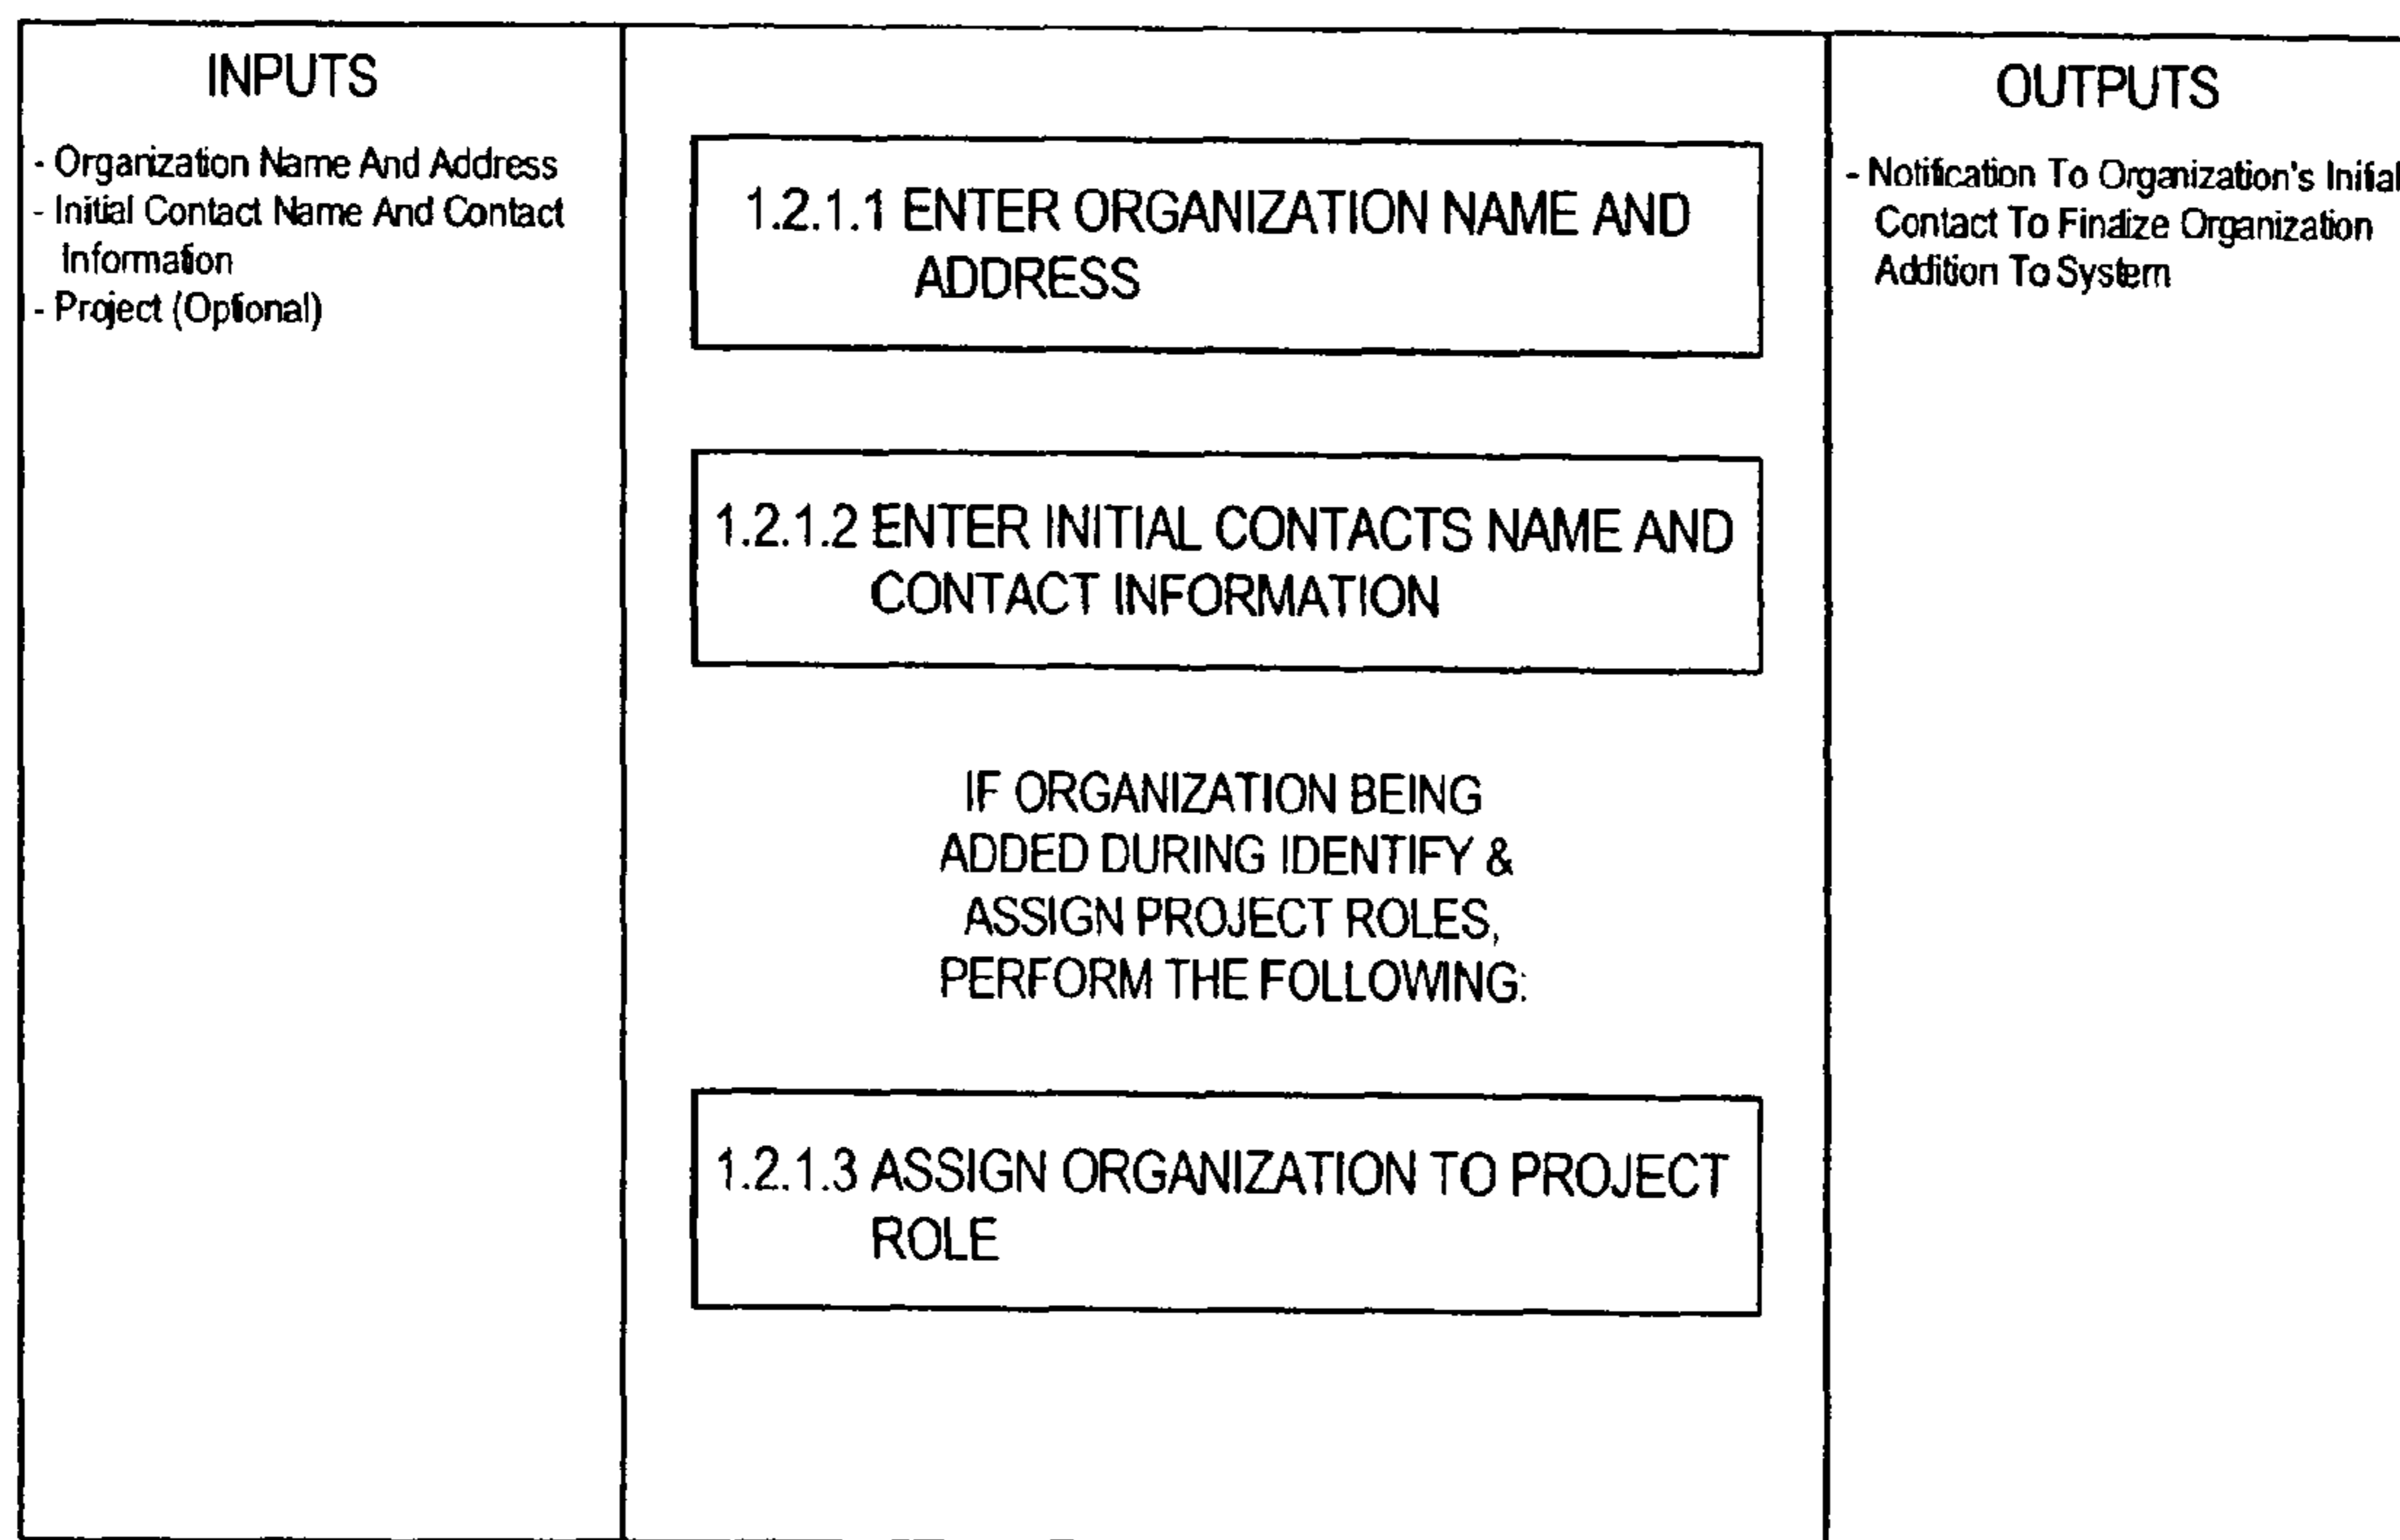 INPUTS
- Organization Name And Address
- Initial Contact Name And Contact
Information
- Project (Optional)
1.2.1.1 ENTER ORGANIZATION NAME AND
ADDRESS
1.2.1.2 ENTER INITIAL CONTACTS NAME AND
CONTACT INFORMATION
IF ORGANIZATION BEING
ADDED DURING IDENTIFY &
ASSIGN PROJECT ROLES,
PERFORM THE FOLLOWING:
1.2.1.3 ASSIGN ORGANIZATION TO PROJECT
ROLE
OUTPUTS
- Notification To Organization's Initial
Contact To Finalize Organization
Addition To System